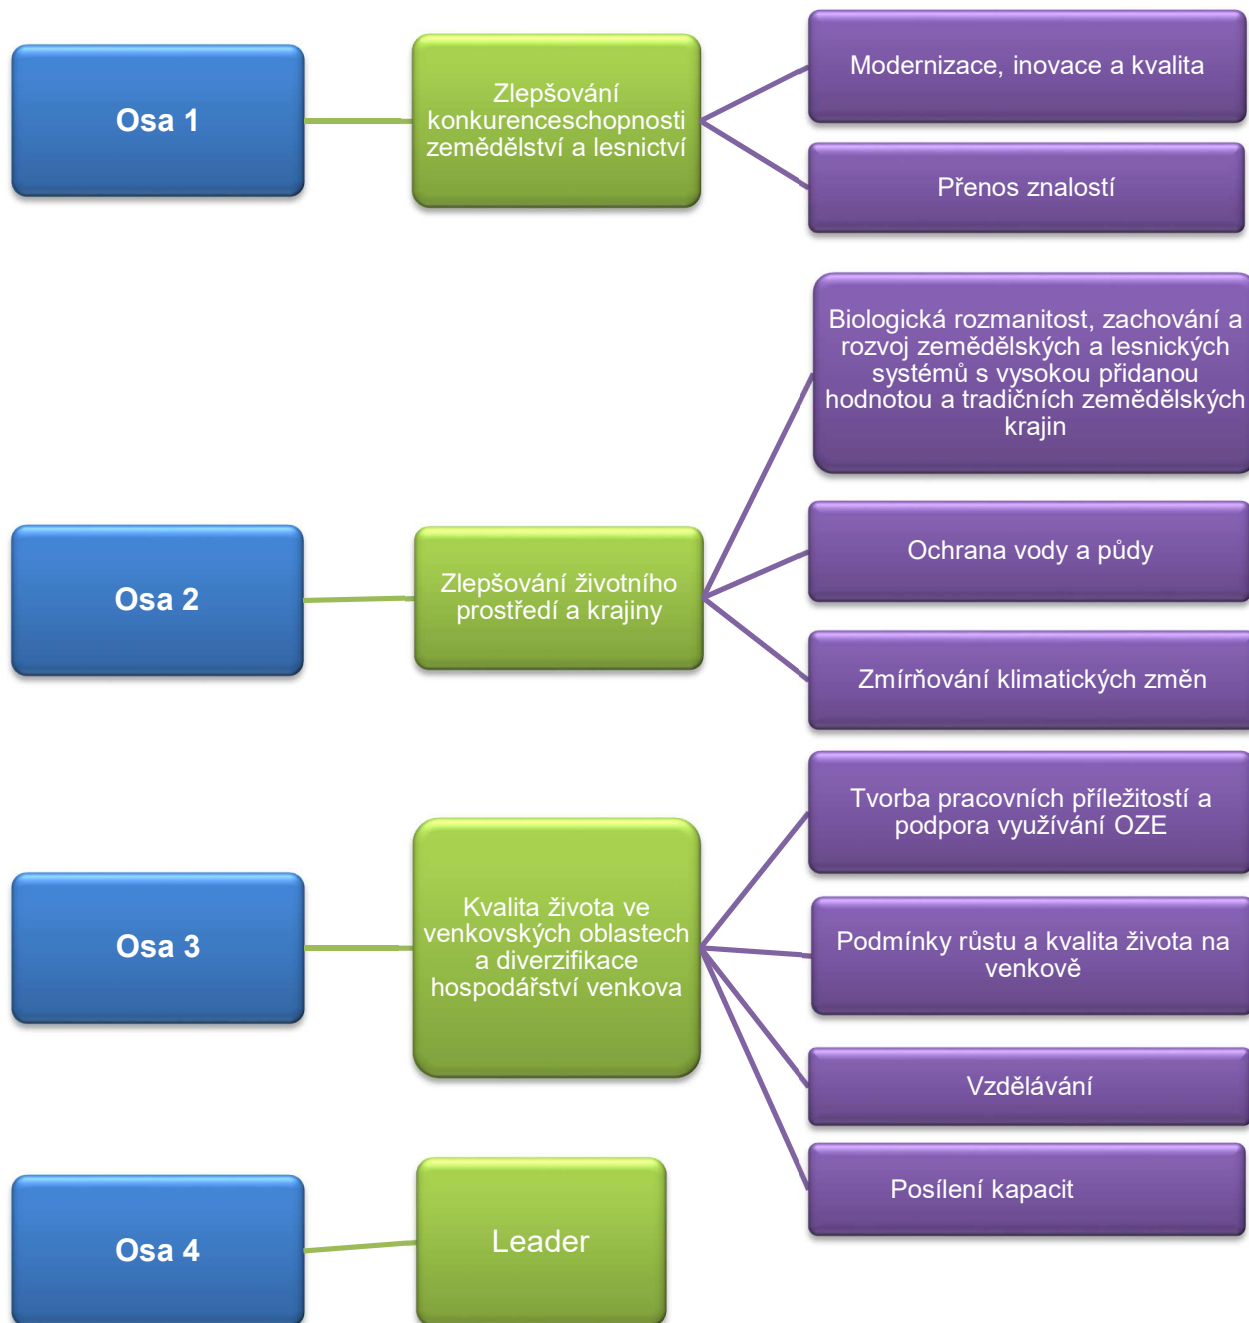 Osa 1
Zlepšování
konkurenceschopnosti
zemědělství a lesnictví
Modernizace, inovace a kvalita
Přenos znalostí
Osa 2
Zlepšování životního
prostředí a krajiny
Biologická rozmanitost, zachování a
rozvoj zemědělských a lesnických
systémů s vysokou přidanou
hodnotou a tradičních zemědělských
krajin
Ochrana vody a půdy
Zmírňování klimatických změn
Osa 3
Kvalita života ve
venkovských oblastech
a diverzifikace
hospodářství venkova
Tvorba pracovních příležitostí a
podpora využívání OZE
Podmínky růstu a kvalita života na
venkově
Vzdělávání
Posílení kapacit
Osa 4
Leader